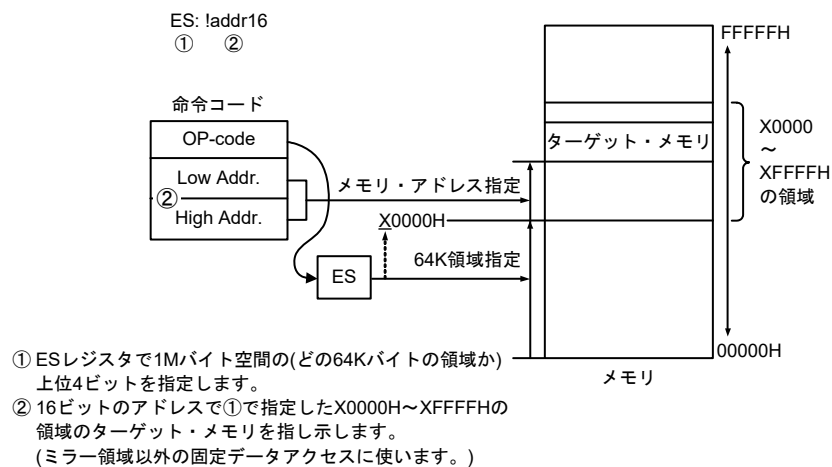 ES: !addr16
① ②
命令コード
OP-code
Low Addr.
②
High Addr.
メモリ・アドレス指定
X0000H
64K領域指定
ES
FFFFFH
ターゲット・メモリ
X0000
～
XFFFFH
の領域
00000H
メモリ
① ESレジスタで1Mバイト空間の(どの64Kバイトの領域か)
上位4ビットを指定します。
② 16ビットのアドレスで①で指定したX0000H～XFFFFHの
領域のターゲット・メモリを指し示します。
(ミラー領域以外の固定データアクセスに使います。)